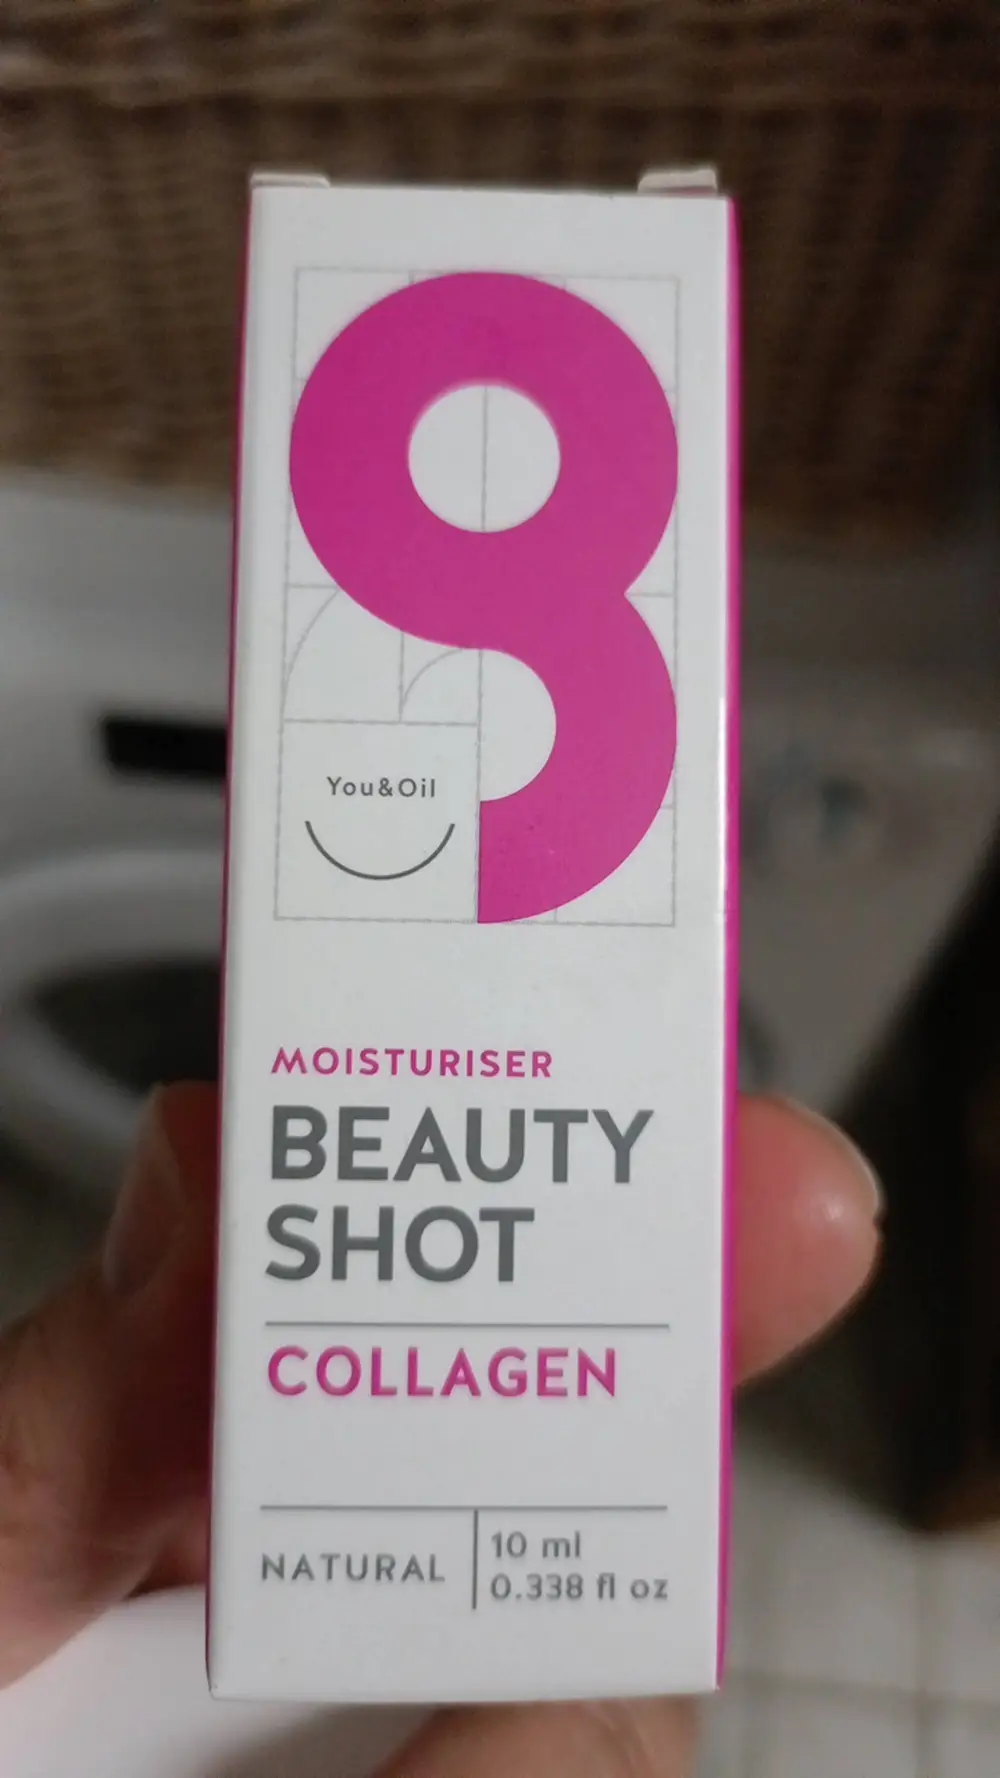 You&Oil
MOISTURISER
BEAUTY
SHOT
COLLAGEN
NATURAL
10 ml
0.338 fl oz